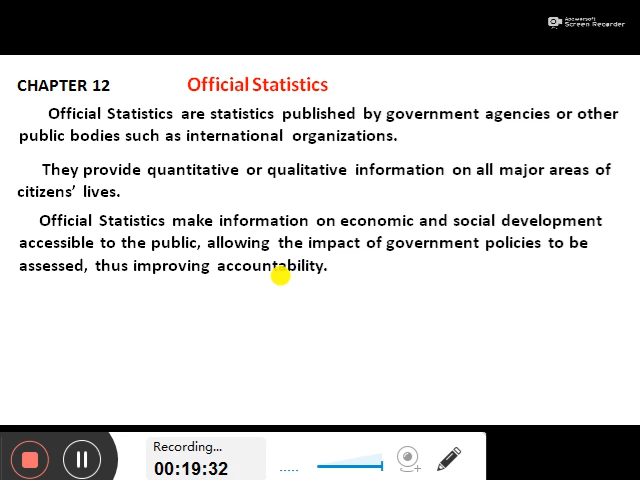 Apowersoft
Screen Recorder
CHAPTER 12 Official Statistics
Official Statistics are statistics published by government agencies or other
public bodies such as international organizations.
They provide quantitative or qualitative information on all major areas of
citizens’ lives.
Official Statistics make information on economic and social development
accessible to the public, allowing the impact of government policies to be
assessed, thus improving accountability.
Recording...
00:19:32